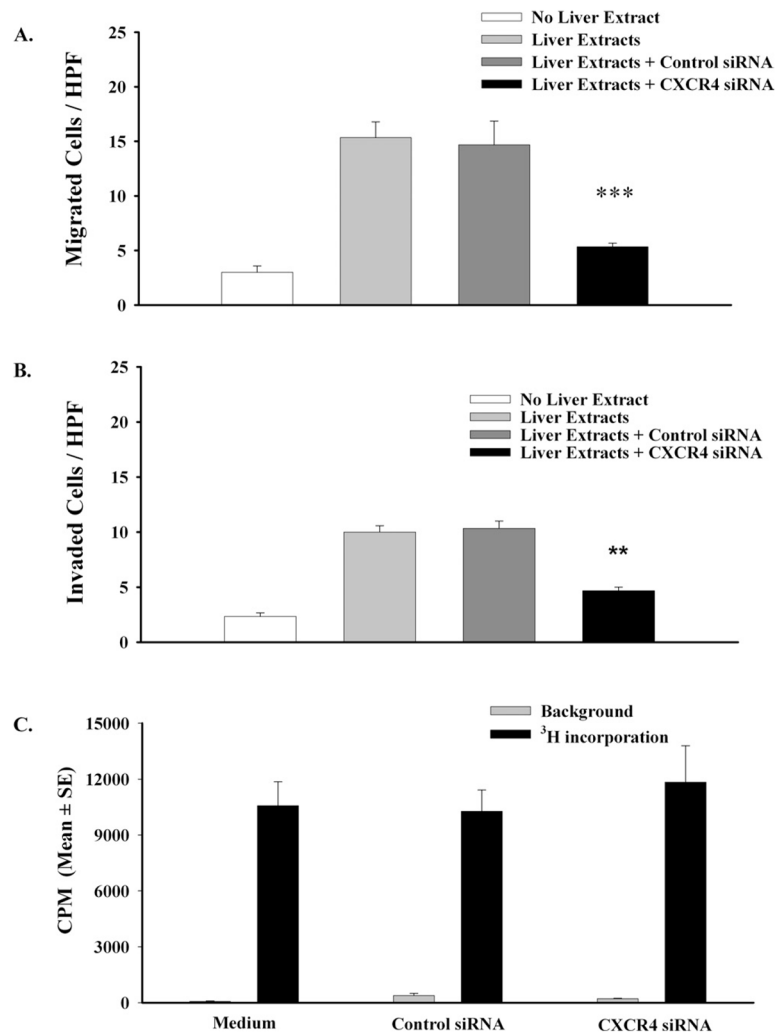 A.
No Liver Extract
Liver Extracts
Liver Extracts + Control siRNA
Liver Extracts + CXCR4 siRNA
Migrated Cells / HPF
25
20
15
10
5
0
***
B.
No Liver Extract
Liver Extracts
Liver Extracts + Control siRNA
Liver Extracts + CXCR4 siRNA
Invaded Cells / HPF
25
20
15
10
5
0
**
C.
Background
³H incorporation
CPM (Mean ± SE)
15000
12000
9000
6000
3000
0
Medium
Control siRNA
CXCR4 siRNA